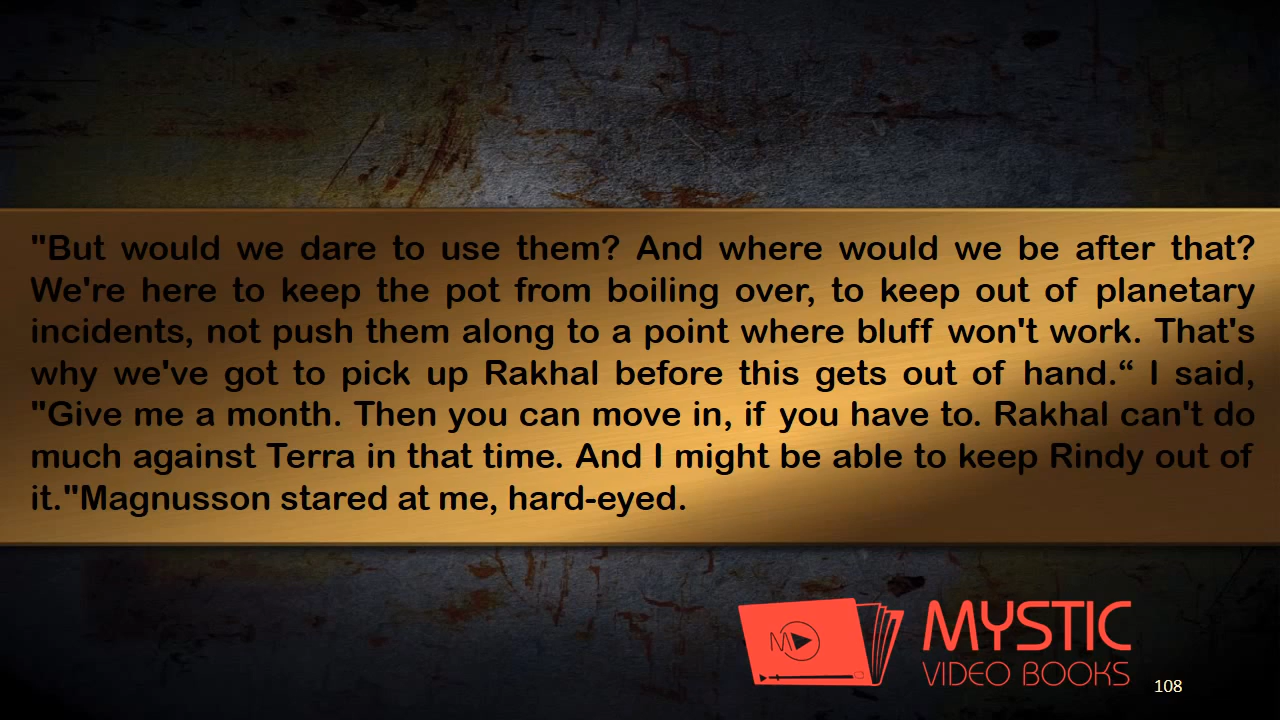 "But would we dare to use them? And where would we be after that?
We're here to keep the pot from boiling over, to keep out of planetary
incidents, not push them along to a point where bluff won't work. That's
why we've got to pick up Rakhal before this gets out of hand.“ I said,
"Give me a month. Then you can move in, if you have to. Rakhal can't do
much against Terra in that time. And I might be able to keep Rindy out of
it."Magnusson stared at me, hard-eyed.
M
MYSTIC
VIDEO BOOKS
108